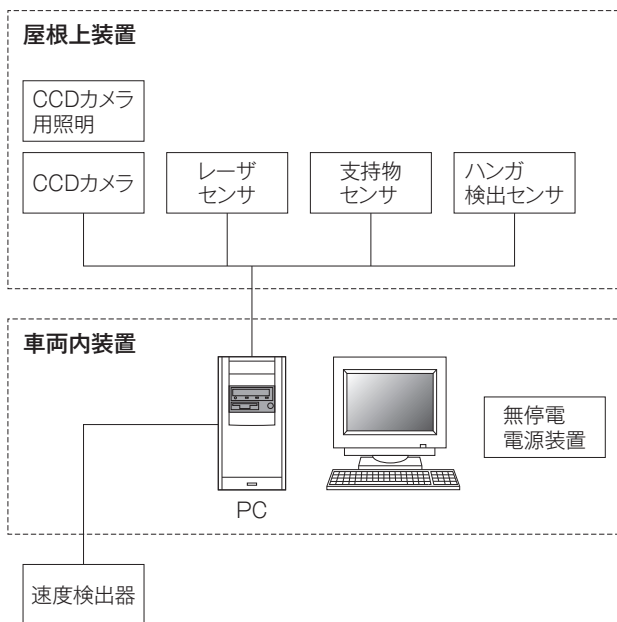 屋根上装置
CCDカメラ
用照明
CCDカメラ
レーザ
センサ
支持物
センサ
ハンガ
検出センサ
車両内装置
無停電
電源装置
PC
速度検出器